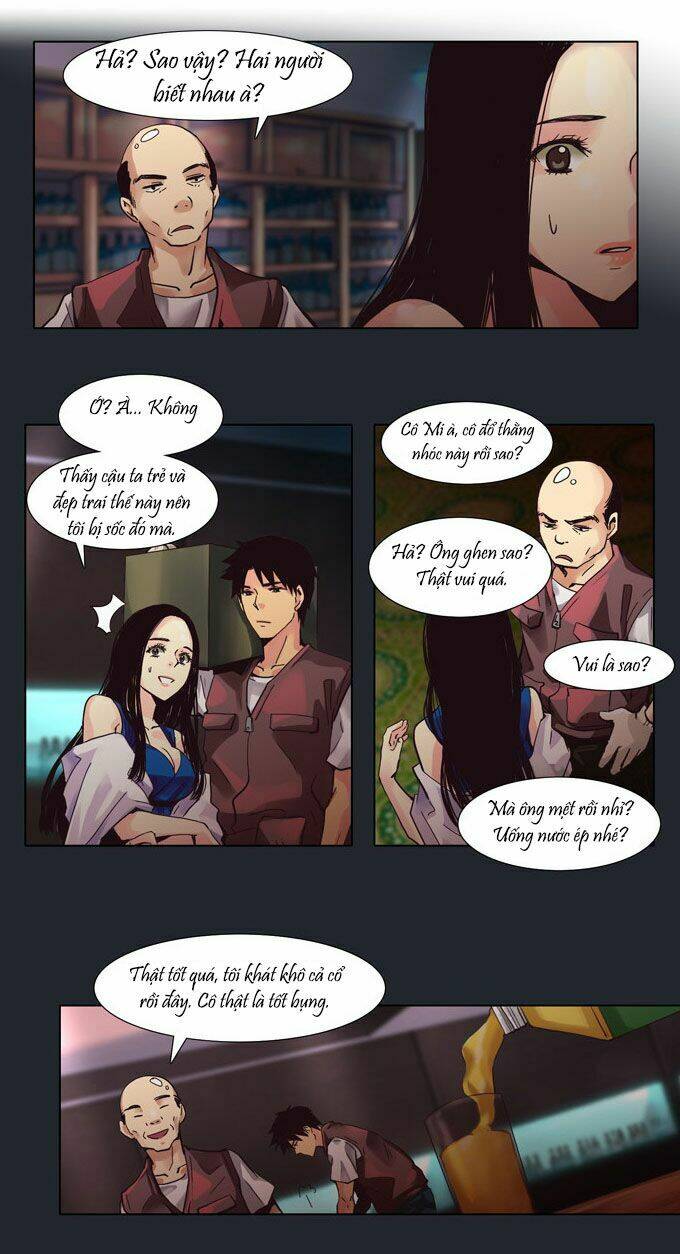 Hả? Sao vậy? Hai người
biết nhau à?
Ớ? À... Không
Thấy cậu ta trẻ và
đẹp trai thế này nên
tôi bị sốc đó mà.
Cô Mi à, cô đổ thằng
nhóc này rồi sao?
Hả? Ông ghen sao?
Thật vui quá.
Vui là sao?
Mà ông mệt rồi nhỉ?
Uống nước ép nhé?
Thật tốt quá, tôi khát khô cả cổ
rồi đây. Cô thật là tốt bụng.